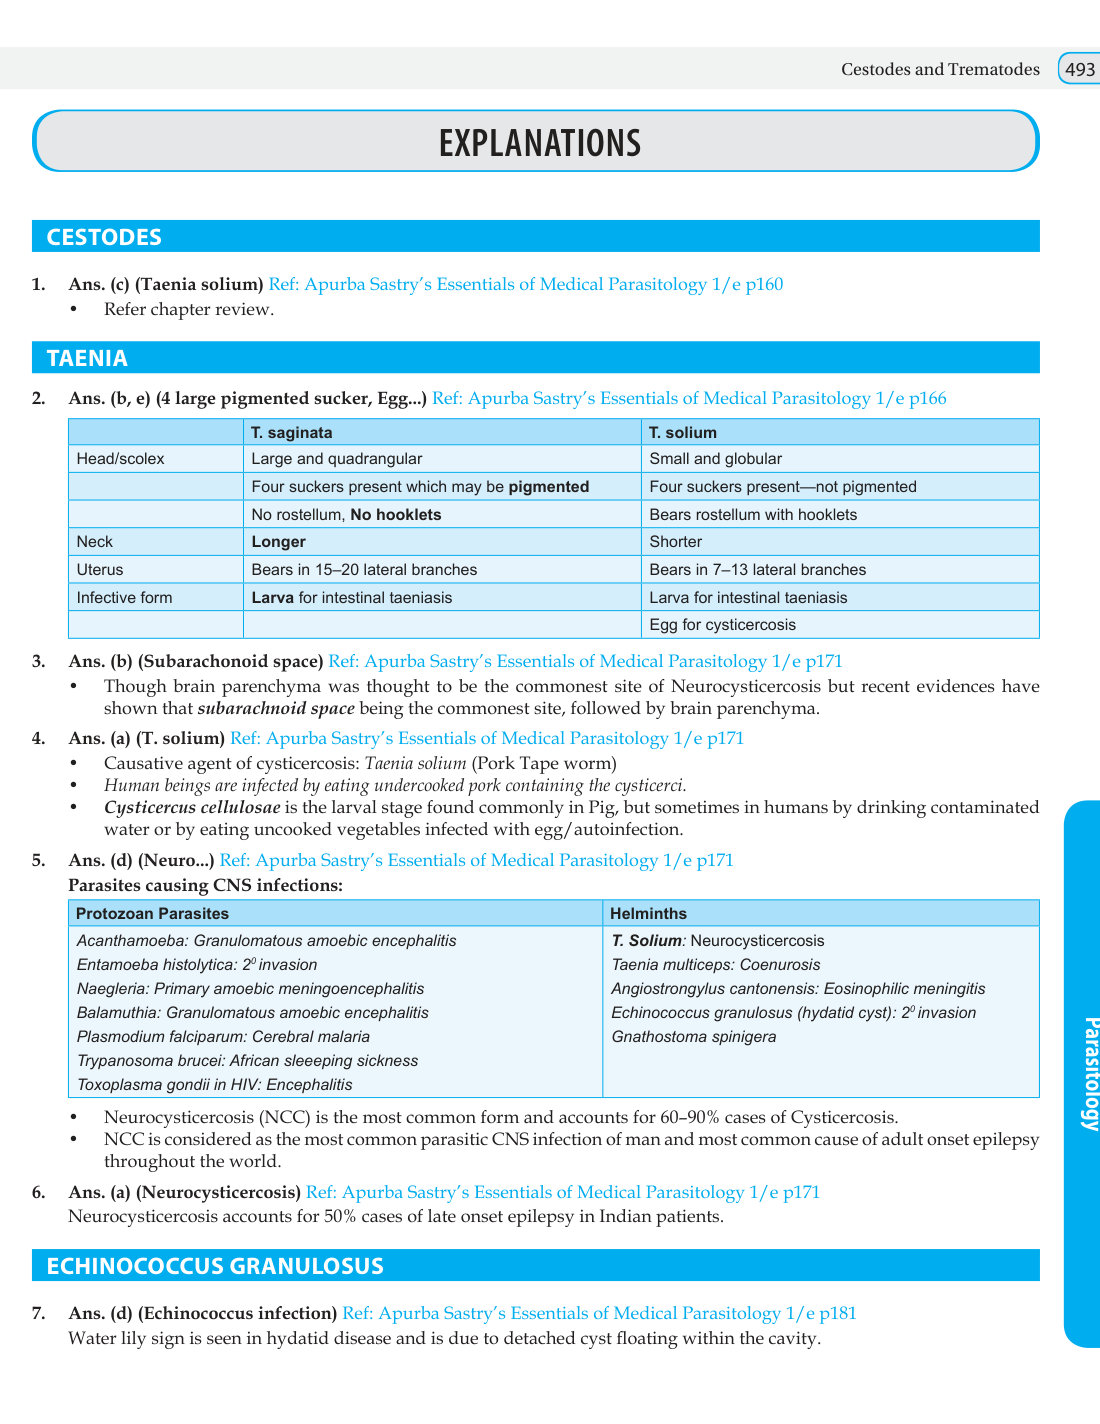 Cestodes and Trematodes 493
EXPLANATIONS
CESTODES
1. Ans. (c) (Taenia solium) Ref: Apurba Sastry's Essentials of Medical Parasitology 1/e p160
• Refer chapter review.
TAENIA
2. Ans. (b, e) (4 large pigmented sucker, Egg...) Ref: Apurba Sastry's Essentials of Medical Parasitology 1/e p166
T. saginata T. solium
Head/scolex Large and quadrangular Small and globular
Four suckers present which may be pigmented Four suckers present—not pigmented
No rostellum, No hooklets Bears rostellum with hooklets
Neck Longer Shorter
Uterus Bears in 15–20 lateral branches Bears in 7–13 lateral branches
Infective form Larva for intestinal taeniasis Larva for intestinal taeniasis
Egg for cysticercosis
3. Ans. (b) (Subarachonoid space) Ref: Apurba Sastry's Essentials of Medical Parasitology 1/e p171
• Though brain parenchyma was thought to be the commonest site of Neurocysticercosis but recent evidences have
shown that subarachnoid space being the commonest site, followed by brain parenchyma.
4. Ans. (a) (T. solium) Ref: Apurba Sastry's Essentials of Medical Parasitology 1/e p171
• Causative agent of cysticercosis: Taenia solium (Pork Tape worm)
• Human beings are infected by eating undercooked pork containing the cysticerci.
• Cysticercus cellulosae is the larval stage found commonly in Pig, but sometimes in humans by drinking contaminated
water or by eating uncooked vegetables infected with egg/autoinfection.
5. Ans. (d) (Neuro...) Ref: Apurba Sastry's Essentials of Medical Parasitology 1/e p171
Parasites causing CNS infections:
Protozoan Parasites Helminths
Acanthamoeba: Granulomatous amoebic encephalitis T. Solium: Neurocysticercosis
Entamoeba histolytica: 2⁰ invasion Taenia multiceps: Coenurosis
Naegleria: Primary amoebic meningoencephalitis Angiostrongylus cantonensis: Eosinophilic meningitis
Balamuthia: Granulomatous amoebic encephalitis Echinococcus granulosus (hydatid cyst): 2⁰ invasion
Plasmodium falciparum: Cerebral malaria Gnathostoma spinigera
Trypanosoma brucei: African sleeeping sickness
Toxoplasma gondii in HIV: Encephalitis
• Neurocysticercosis (NCC) is the most common form and accounts for 60–90% cases of Cysticercosis.
• NCC is considered as the most common parasitic CNS infection of man and most common cause of adult onset epilepsy
throughout the world.
6. Ans. (a) (Neurocysticercosis) Ref: Apurba Sastry's Essentials of Medical Parasitology 1/e p171
Neurocysticercosis accounts for 50% cases of late onset epilepsy in Indian patients.
ECHINOCOCCUS GRANULOSUS
7. Ans. (d) (Echinococcus infection) Ref: Apurba Sastry's Essentials of Medical Parasitology 1/e p181
Water lily sign is seen in hydatid disease and is due to detached cyst floating within the cavity.
Parasitology